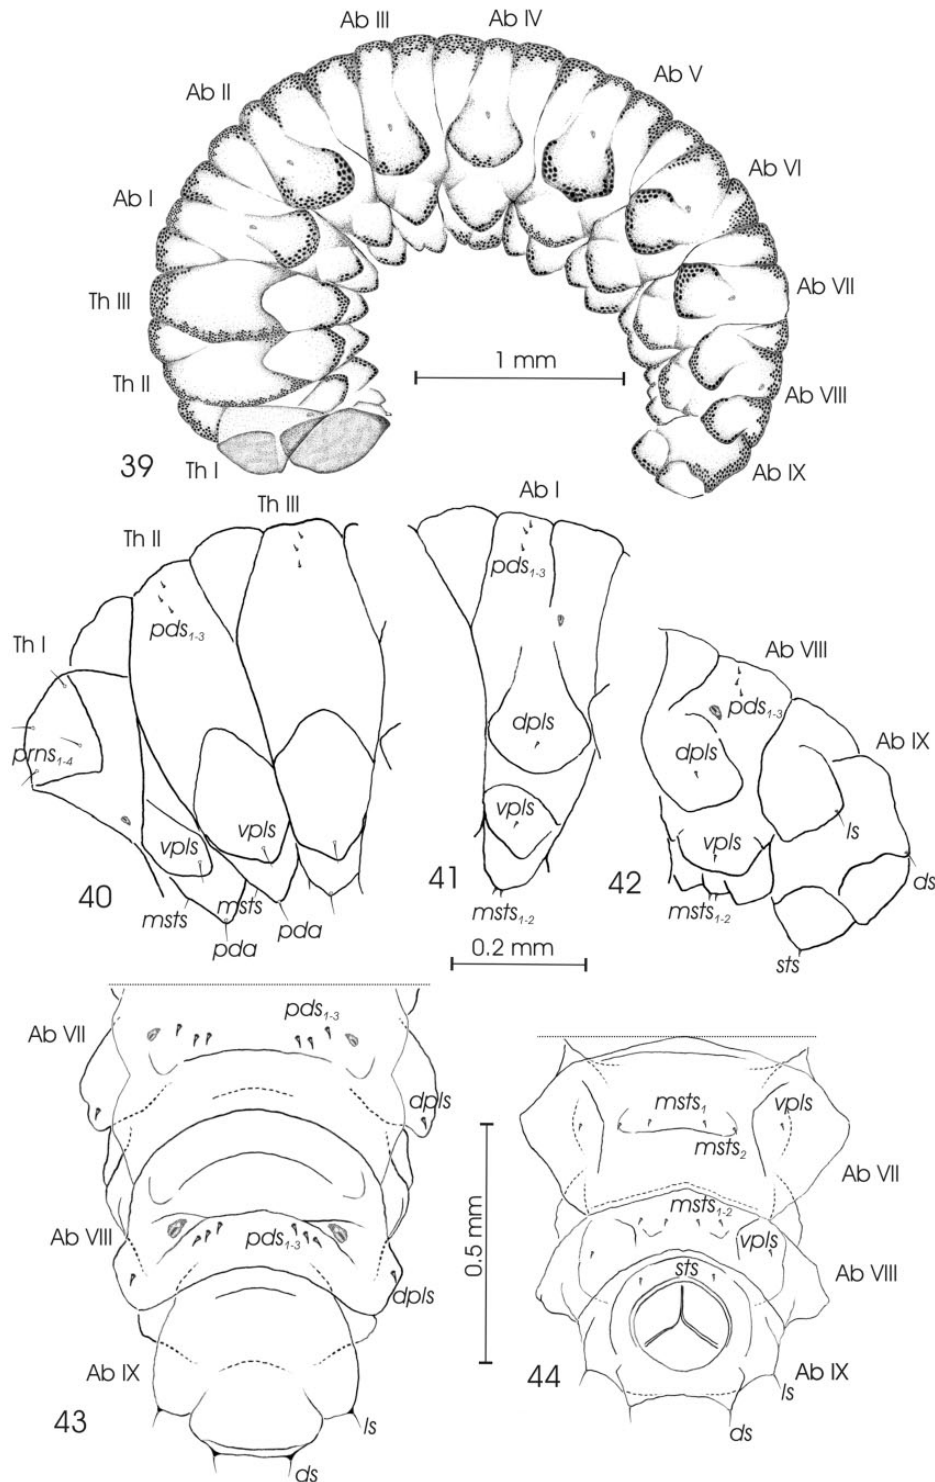 Ab III
Ab IV
Ab II
Ab V
Ab I
Ab VI
Th III
Ab VII
1 mm
Th II
Ab VIII
39
Th I
Ab IX
Th III
Ab I
Th II
pds1-3
pds1-3
Th I
Ab VIII
pds1-3
dpls
dpls
Ab IX
prns1-4
vpls
ls
vpls
vpls
vpls
40
41
42
ds
msts
msts
msts1-2
msts1-2
pda
pda
0.2 mm
sts
pds1-3
Ab VII
dpls
msts1
vpls
msts2
Ab VII
0.5 mm
msts1-2
Ab VIII
pds1-3
vpls
sts
dpls
Ab VIII
Ab IX
44
Ab IX
43
ls
ls
ds
ds